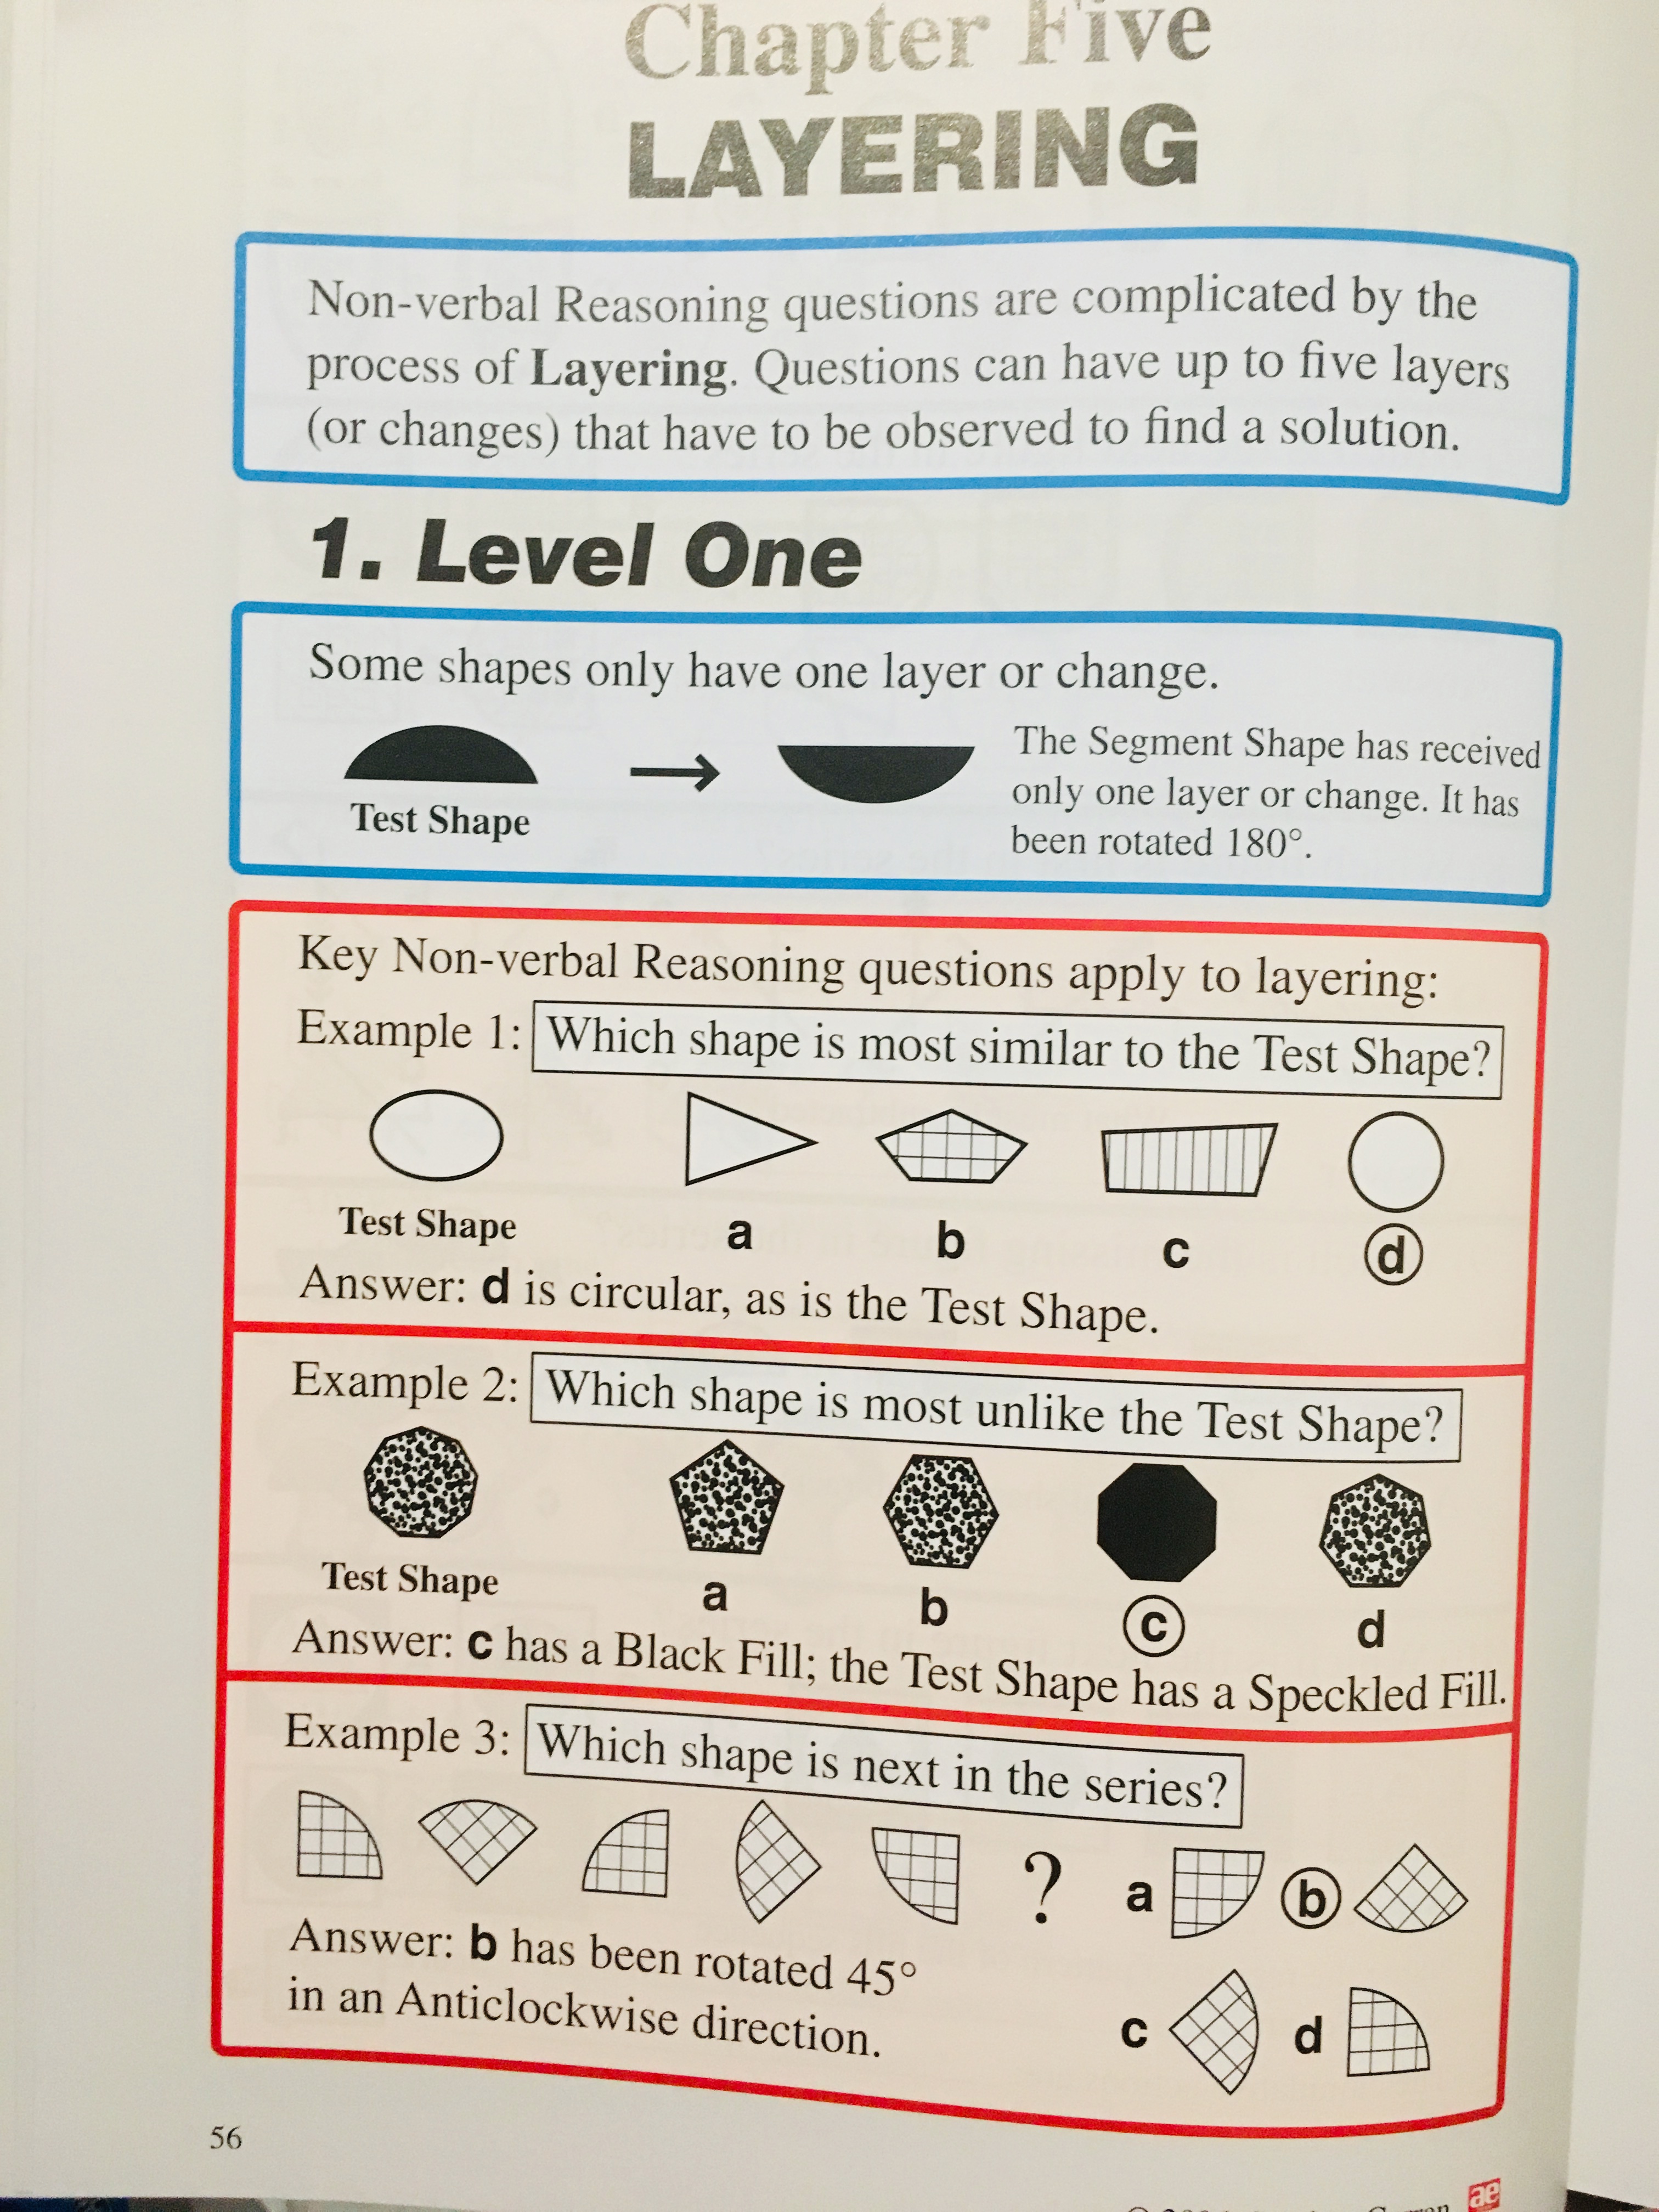 Chapter Five
LAYERING
Non-verbal Reasoning questions are complicated by the
process of Layering. Questions can have up to five layers
(or changes) that have to be observed to find a solution.
1. Level One
Some shapes only have one layer or change.
The Segment Shape has received
only one layer or change. It has
been rotated 180°.
Test Shape
Key Non-verbal Reasoning questions apply to layering:
Example 1: Which shape is most similar to the Test Shape?
Test Shape a b c d
Answer: d is circular, as is the Test Shape.
Example 2: Which shape is most unlike the Test Shape?
Test Shape a b c d
Answer: c has a Black Fill; the Test Shape has a Speckled Fill.
Example 3: Which shape is next in the series?
? a b
Answer: b has been rotated 45°
in an Anticlockwise direction.
c d
56
ae